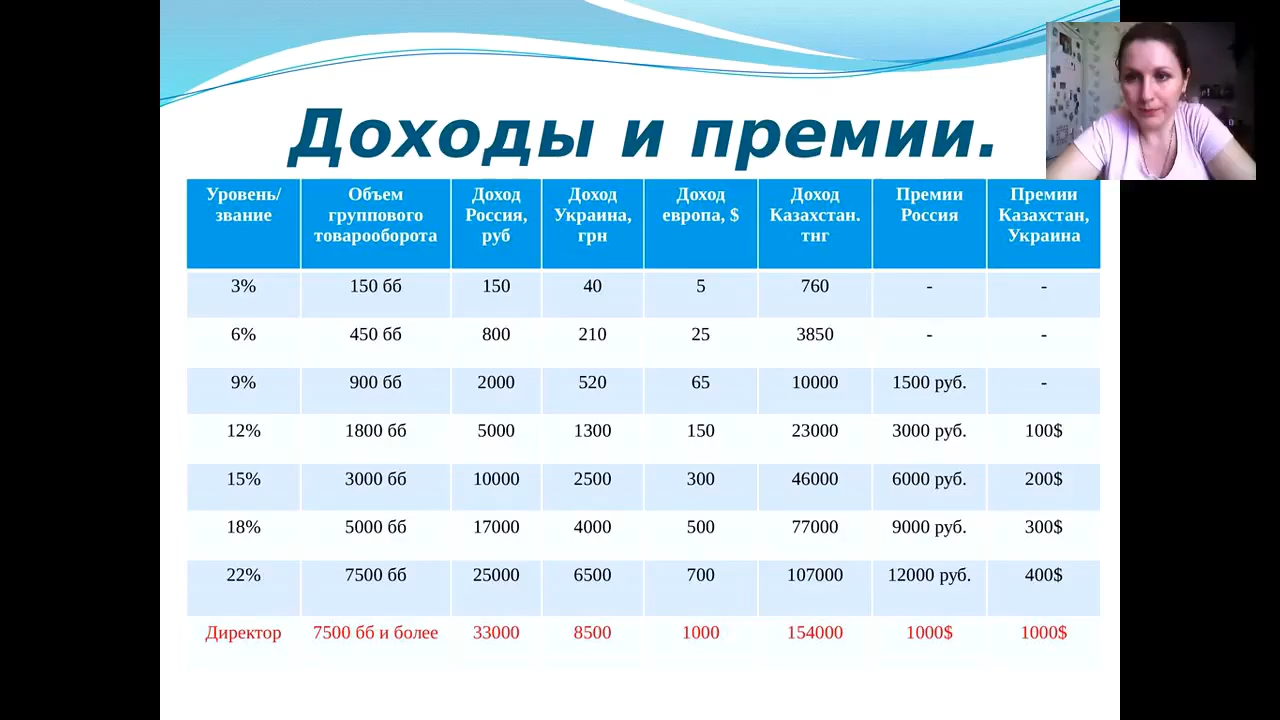 Доходы и премии.
Уровень/звание Объем группового товарооборота Доход Россия, руб Доход Украина, грн Доход европа, $ Доход Казахстан. тнг Премии Россия Премии Казахстан, Украина
3% 150 бб 150 40 5 760 - -
6% 450 бб 800 210 25 3850 - -
9% 900 бб 2000 520 65 10000 1500 руб. -
12% 1800 бб 5000 1300 150 23000 3000 руб. 100$
15% 3000 бб 10000 2500 300 46000 6000 руб. 200$
18% 5000 бб 17000 4000 500 77000 9000 руб. 300$
22% 7500 бб 25000 6500 700 107000 12000 руб. 400$
Директор 7500 бб и более 33000 8500 1000 154000 1000$ 1000$